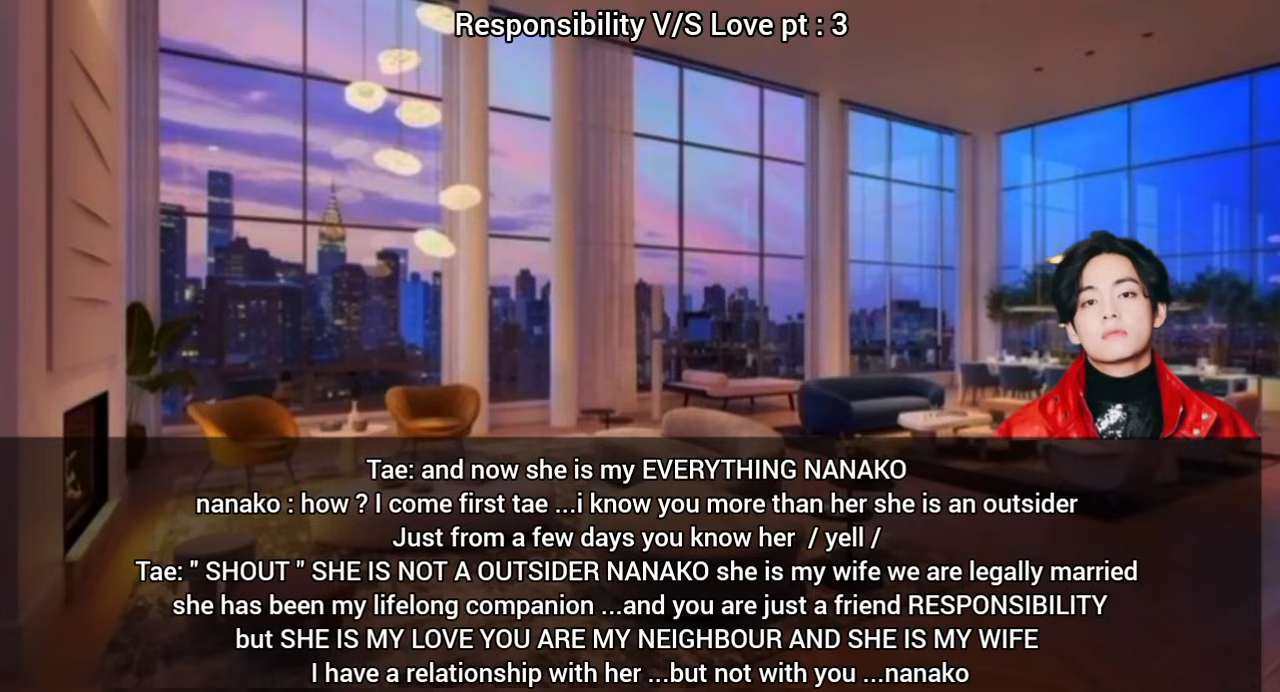 Responsibility V/S Love pt : 3
Tae: and now she is my EVERYTHING NANAKO
nanako : how ? I come first tae ...i know you more than her she is an outsider
Just from a few days you know her / yell /
Tae: " SHOUT " SHE IS NOT A OUTSIDER NANAKO she is my wife we are legally married
she has been my lifelong companion ...and you are just a friend RESPONSIBILITY
but SHE IS MY LOVE YOU ARE MY NEIGHBOUR AND SHE IS MY WIFE
I have a relationship with her ...but not with you ...nanako